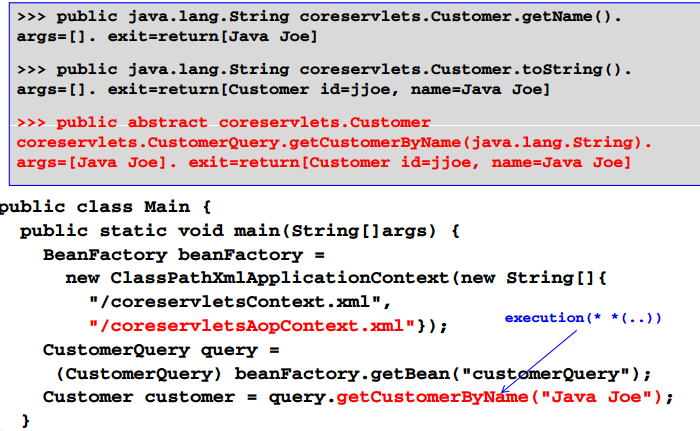 >>> public java.lang.String coreservlets.Customer.getName().
args=[]. exit=return[Java Joe]
>>> public java.lang.String coreservlets.Customer.toString().
args=[]. exit=return[Customer id=jjoe, name=Java Joe]
>>> public abstract coreservlets.Customer
coreservlets.CustomerQuery.getCustomerByName(java.lang.String).
args=[Java Joe]. exit=return[Customer id=jjoe, name=Java Joe]
public class Main {
public static void main(String[]args) {
BeanFactory beanFactory =
new ClassPathXmlApplicationContext(new String[]{
"/coreservletsContext.xml",
"/coreservletsAopContext.xml"});
execution(* *(..))
CustomerQuery query =
(CustomerQuery) beanFactory.getBean("customerQuery");
Customer customer = query.getCustomerByName("Java Joe");
}